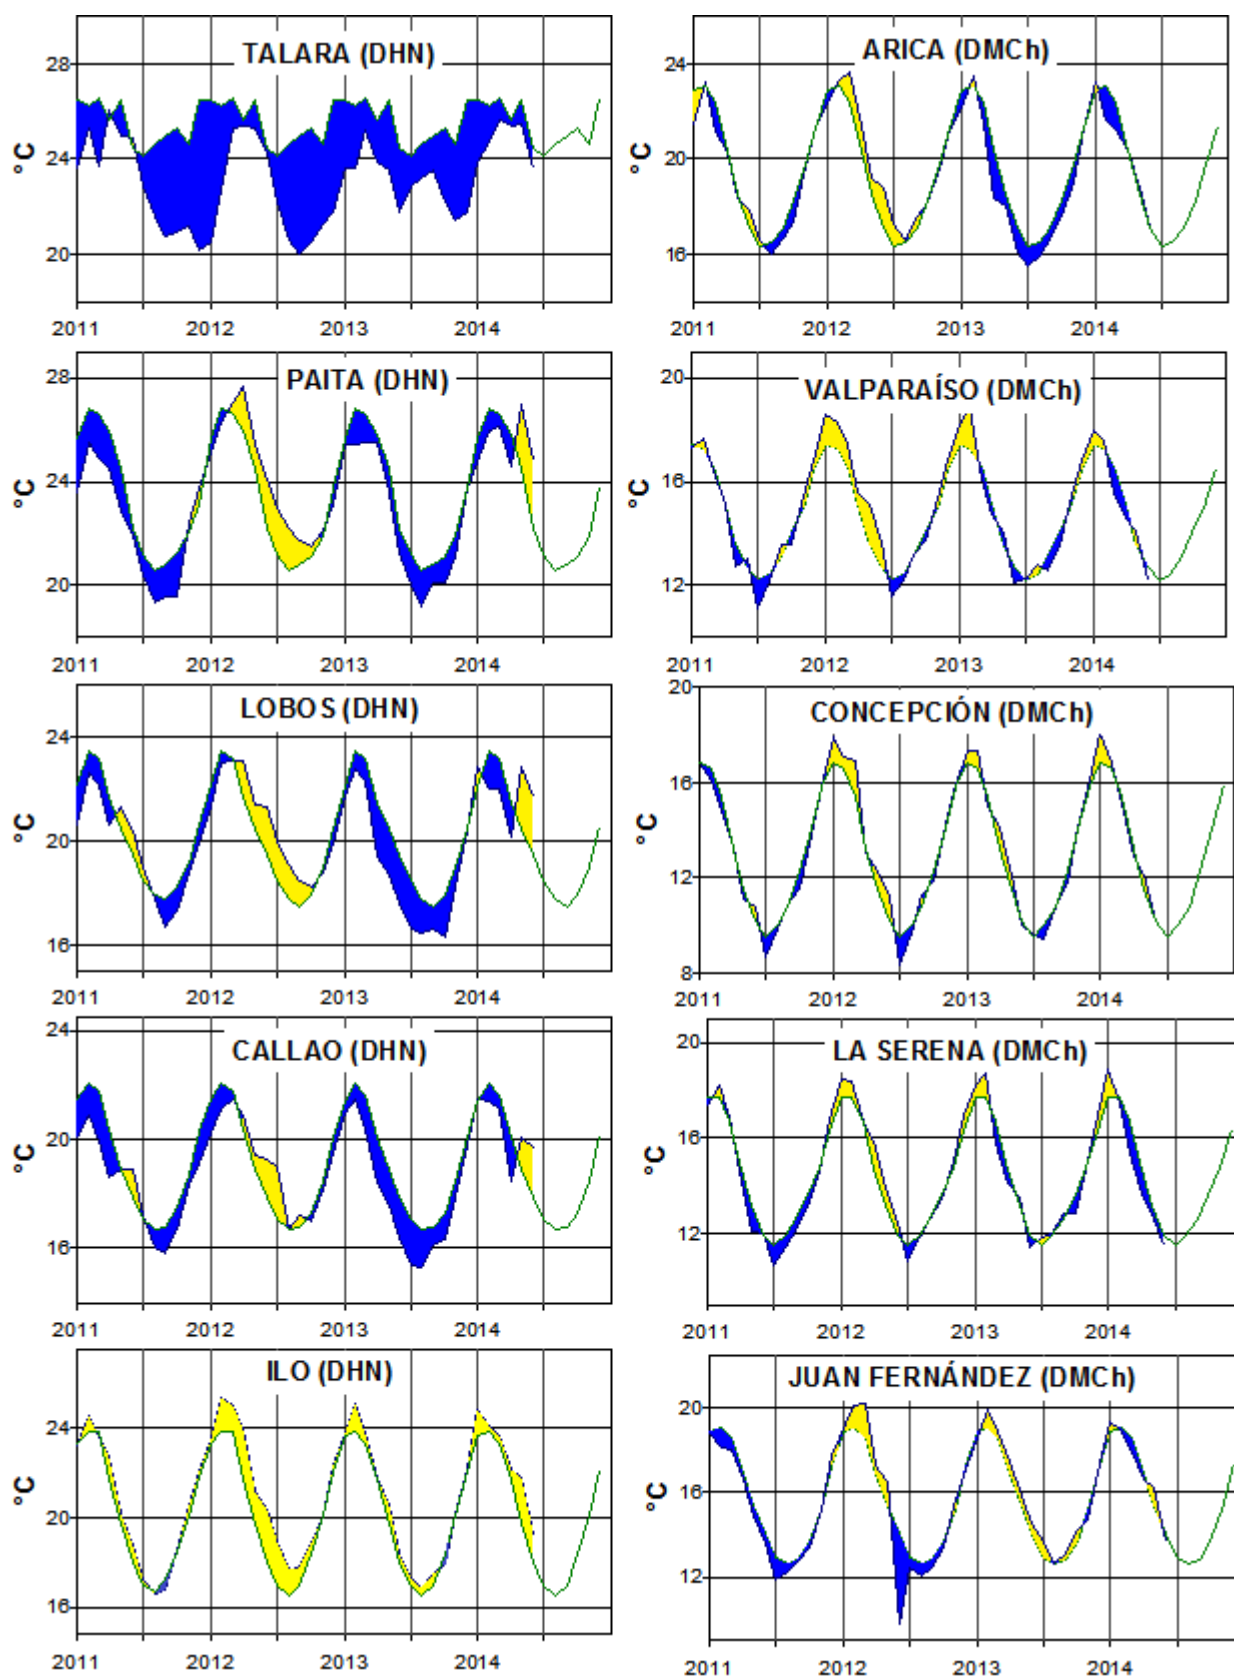 TALARA (DHN)
28
24
20
°C
2011 2012 2013 2014
ARICA (DMCh)
24
20
16
°C
2011 2012 2013 2014
PAITA (DHN)
28
24
20
°C
2011 2012 2013 2014
VALPARAÍSO (DMCh)
20
16
12
°C
2011 2012 2013 2014
LOBOS (DHN)
24
20
16
°C
2011 2012 2013 2014
CONCEPCIÓN (DMCh)
20
16
12
8
°C
2011 2012 2013 2014
CALLAO (DHN)
24
20
16
°C
2011 2012 2013 2014
LA SERENA (DMCh)
20
16
12
°C
2011 2012 2013 2014
ILO (DHN)
24
20
16
°C
2011 2012 2013 2014
JUAN FERNÁNDEZ (DMCh)
20
16
12
°C
2011 2012 2013 2014